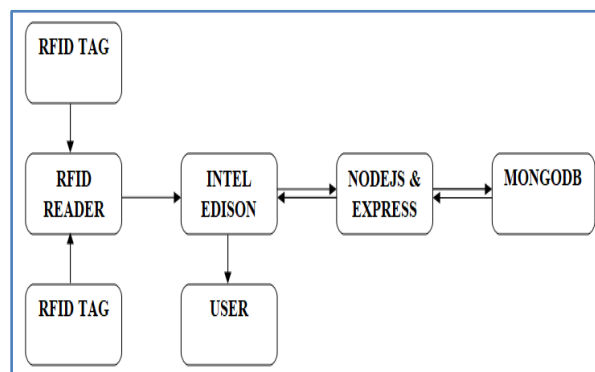 RFID TAG
RFID
READER
INTEL
EDISON
NODEJS &
EXPRESS
MONGODB
RFID TAG
USER